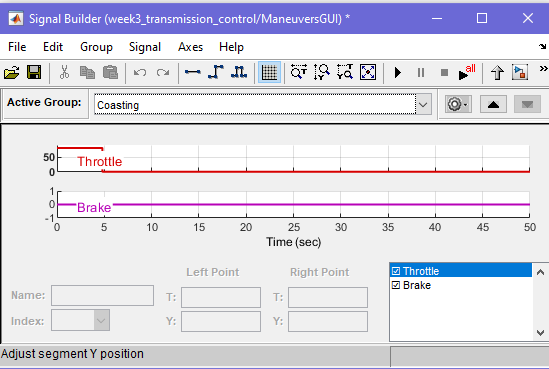 Signal Builder (week3_transmission_control/ManeuversGUI) *
File Edit Group Signal Axes Help
all
Active Group: Coasting
50
Throttle
0
1
Brake
0
-1
0 5 10 15 20 25 30 35 40 45 50
Time (sec)
Left Point Right Point
Name: T: T:
Index: Y: Y:
Throttle
Brake
Adjust segment Y position